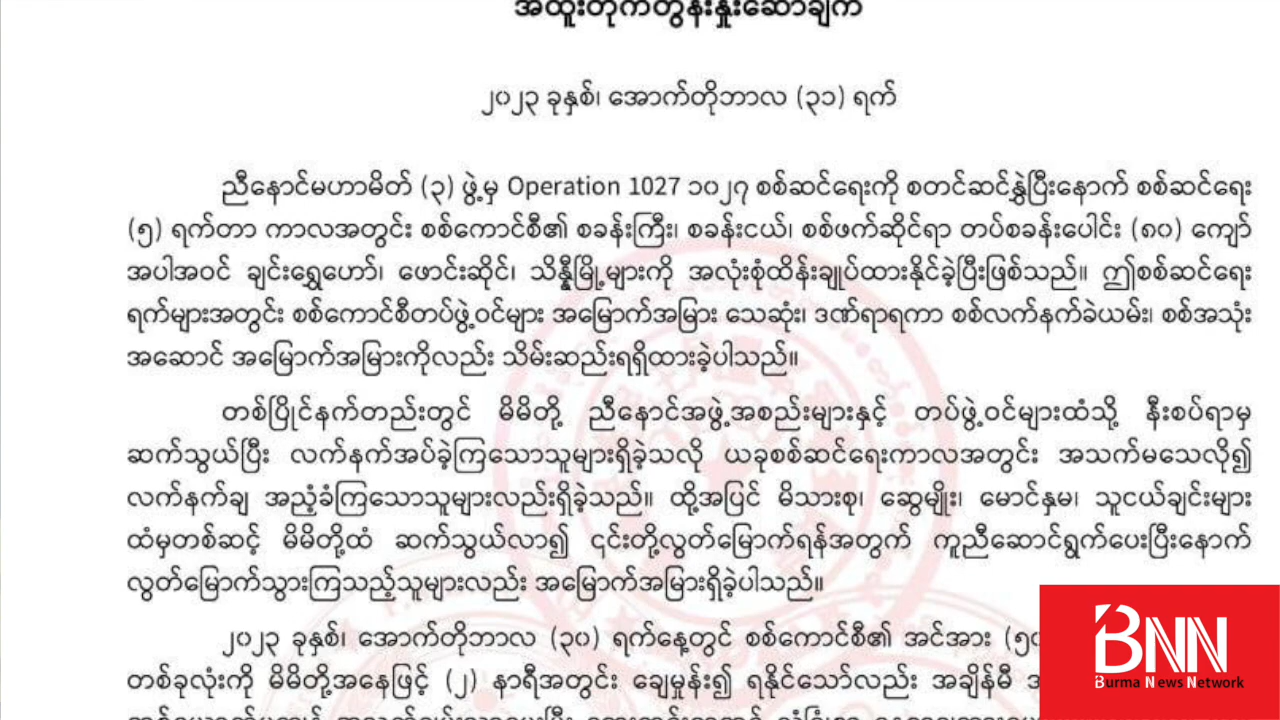 အထူးတိုက်တွန်းနှိုးဆော်ချက်
၂၀၂၃ ခုနှစ်၊ အောက်တိုဘာလ (၃၁) ရက်
ညီနောင်မဟာမိတ် (၃) ဖွဲ့မှ Operation 1027 ၁၀၂၇ စစ်ဆင်ရေးကို စတင်ဆင်နွှဲပြီးနောက် စစ်ဆင်ရေး
(၅) ရက်တာ ကာလအတွင်း စစ်ကောင်စီ၏ စခန်းကြီး၊ စခန်းငယ်၊ စစ်ဖက်ဆိုင်ရာ တပ်စခန်းပေါင်း (၈၀) ကျော်
အပါအဝင် ချင်းရွှေဟော်၊ ဖောင်းဆိုင်၊ သိန္နီမြို့များကို အလုံးစုံထိန်းချုပ်ထားနိုင်ခဲ့ပြီးဖြစ်သည်။ ဤစစ်ဆင်ရေး
ရက်များအတွင်း စစ်ကောင်စီတပ်ဖွဲ့ဝင်များ အမြောက်အမြား သေဆုံး၊ ဒဏ်ရာရကာ စစ်လက်နက်ခဲယမ်း၊ စစ်အသုံး
အဆောင် အမြောက်အမြားကိုလည်း သိမ်းဆည်းရရှိထားခဲ့ပါသည်။
တစ်ပြိုင်နက်တည်းတွင် မိမိတို့ ညီနောင်အဖွဲ့အစည်းများနှင့် တပ်ဖွဲ့ဝင်များထံသို့ နီးစပ်ရာမှ
ဆက်သွယ်ပြီး လက်နက်အပ်ခဲ့ကြသောသူများရှိခဲ့သလို ယခုစစ်ဆင်ရေးကာလအတွင်း အသက်မသေလို၍
လက်နက်ချ အညံ့ခံကြသောသူများလည်းရှိခဲ့သည်။ ထို့အပြင် မိသားစု၊ ဆွေမျိုး၊ မောင်နှမ၊ သူငယ်ချင်းများ
ထံမှတစ်ဆင့် မိမိတို့ထံ ဆက်သွယ်လာ၍ ၎င်းတို့လွတ်မြောက်ရန်အတွက် ကူညီဆောင်ရွက်ပေးပြီးနောက်
လွတ်မြောက်သွားကြသည့်သူများလည်း အမြောက်အမြားရှိခဲ့ပါသည်။
၂၀၂၃ ခုနှစ်၊ အောက်တိုဘာလ (၃၀) ရက်နေ့တွင် စစ်ကောင်စီ၏ အင်အား
တစ်ခုလုံးကို မိမိတို့အနေဖြင့် (၂) နာရီအတွင်း ချေမှုန်း၍ ရနိုင်သော်လည်း အချိန်မီ
BNN
Burma News Network